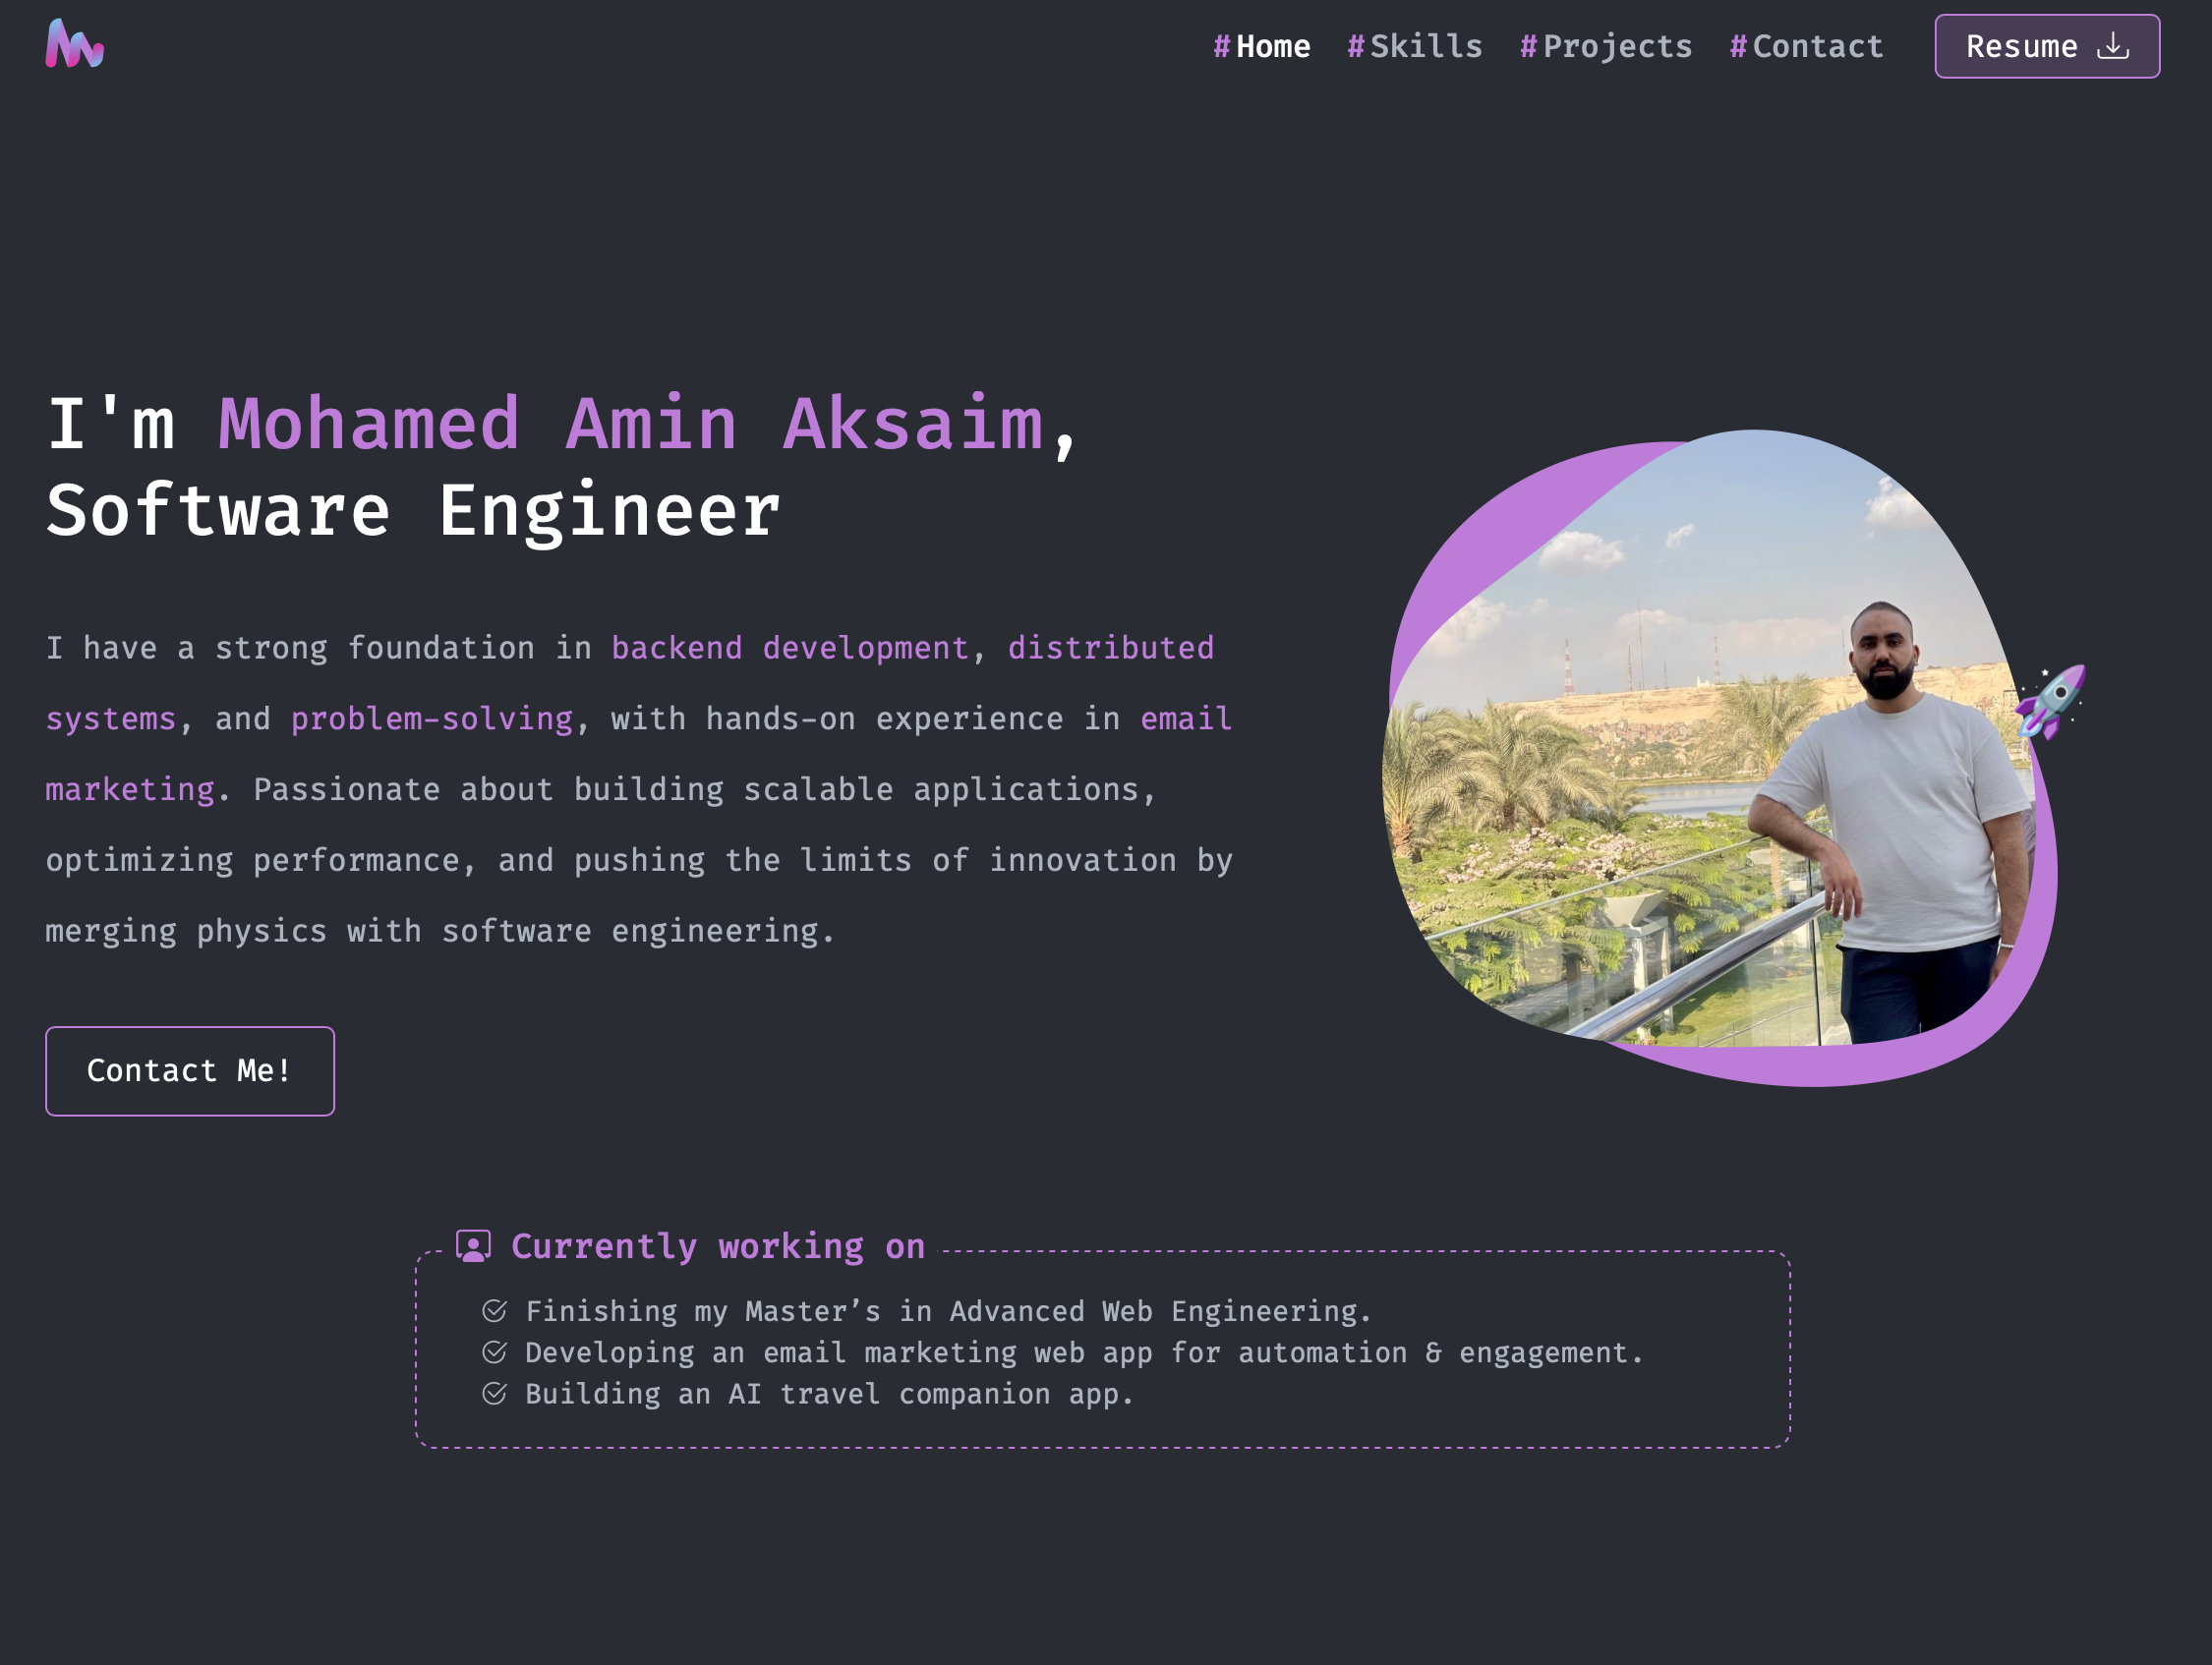 #Home #Skills #Projects #Contact Resume
I'm Mohamed Amin Aksaim,
Software Engineer
I have a strong foundation in backend development, distributed
systems, and problem-solving, with hands-on experience in email
marketing. Passionate about building scalable applications,
optimizing performance, and pushing the limits of innovation by
merging physics with software engineering.
Contact Me!
Currently working on
Finishing my Master’s in Advanced Web Engineering.
Developing an email marketing web app for automation & engagement.
Building an AI travel companion app.